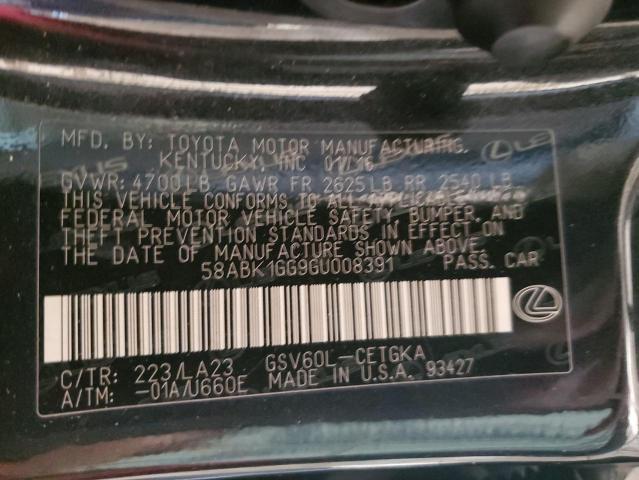 MFD. BY: TOYOTA MOTOR MANUFACTURING,
KENTUCKY, INC 01/16
GVWR: 4700LB GAWR FR 2625LB RR 2540LB
THIS VEHICLE CONFORMS TO ALL APPLICABLE
FEDERAL MOTOR VEHICLE SAFETY, BUMPER, AND
THEFT PREVENTION STANDARDS IN EFFECT ON
THE DATE OF MANUFACTURE SHOWN ABOVE.
58ABK1GG9GU008391 PASS. CAR
C/TR: 223/LA23 GSV60L-CETGKA
A/TM: -01A/U660E MADE IN U.S.A. 93427